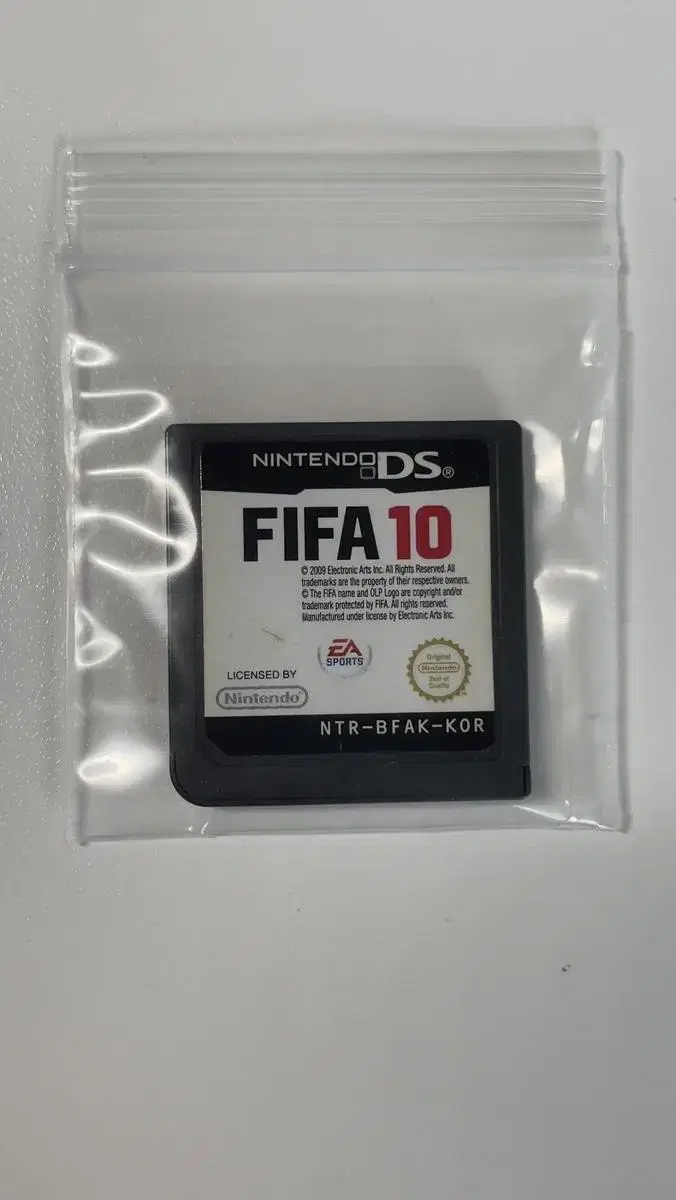 NINTENDO DS®
FIFA 10
© 2009 Electronic Arts Inc. All Rights Reserved. All
trademarks are the property of their respective owners.
© The FIFA name and OLP Logo are copyright and/or
trademark protected by FIFA. All rights reserved.
Manufactured under license by Electronic Arts Inc.
EA
SPORTS
Original
Nintendo
Seal of
Quality
LICENSED BY
Nintendo®
NTR-BFAK-KOR